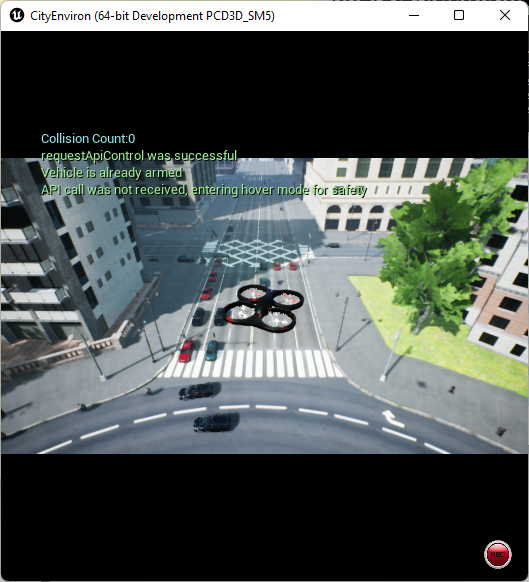 CityEnviron (64-bit Development PCD3D_SM5)
Collision Count:0
requestApiControl was successful
Vehicle is already armed
API call was not received, entering hover mode for safety
REC